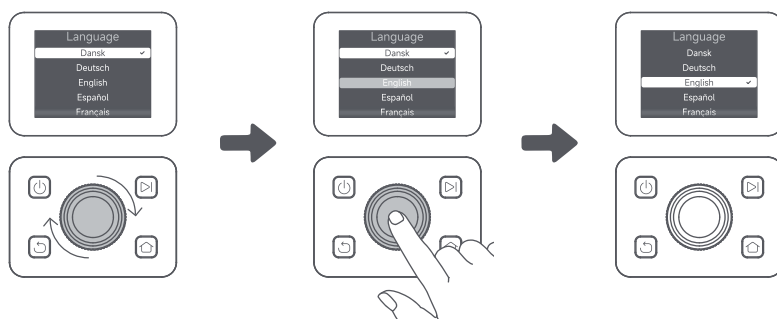 Language
Dansk
Deutsch
English
Español
Français
Language
Dansk
Deutsch
English
Español
Français
Language
Dansk
Deutsch
English
Español
Français